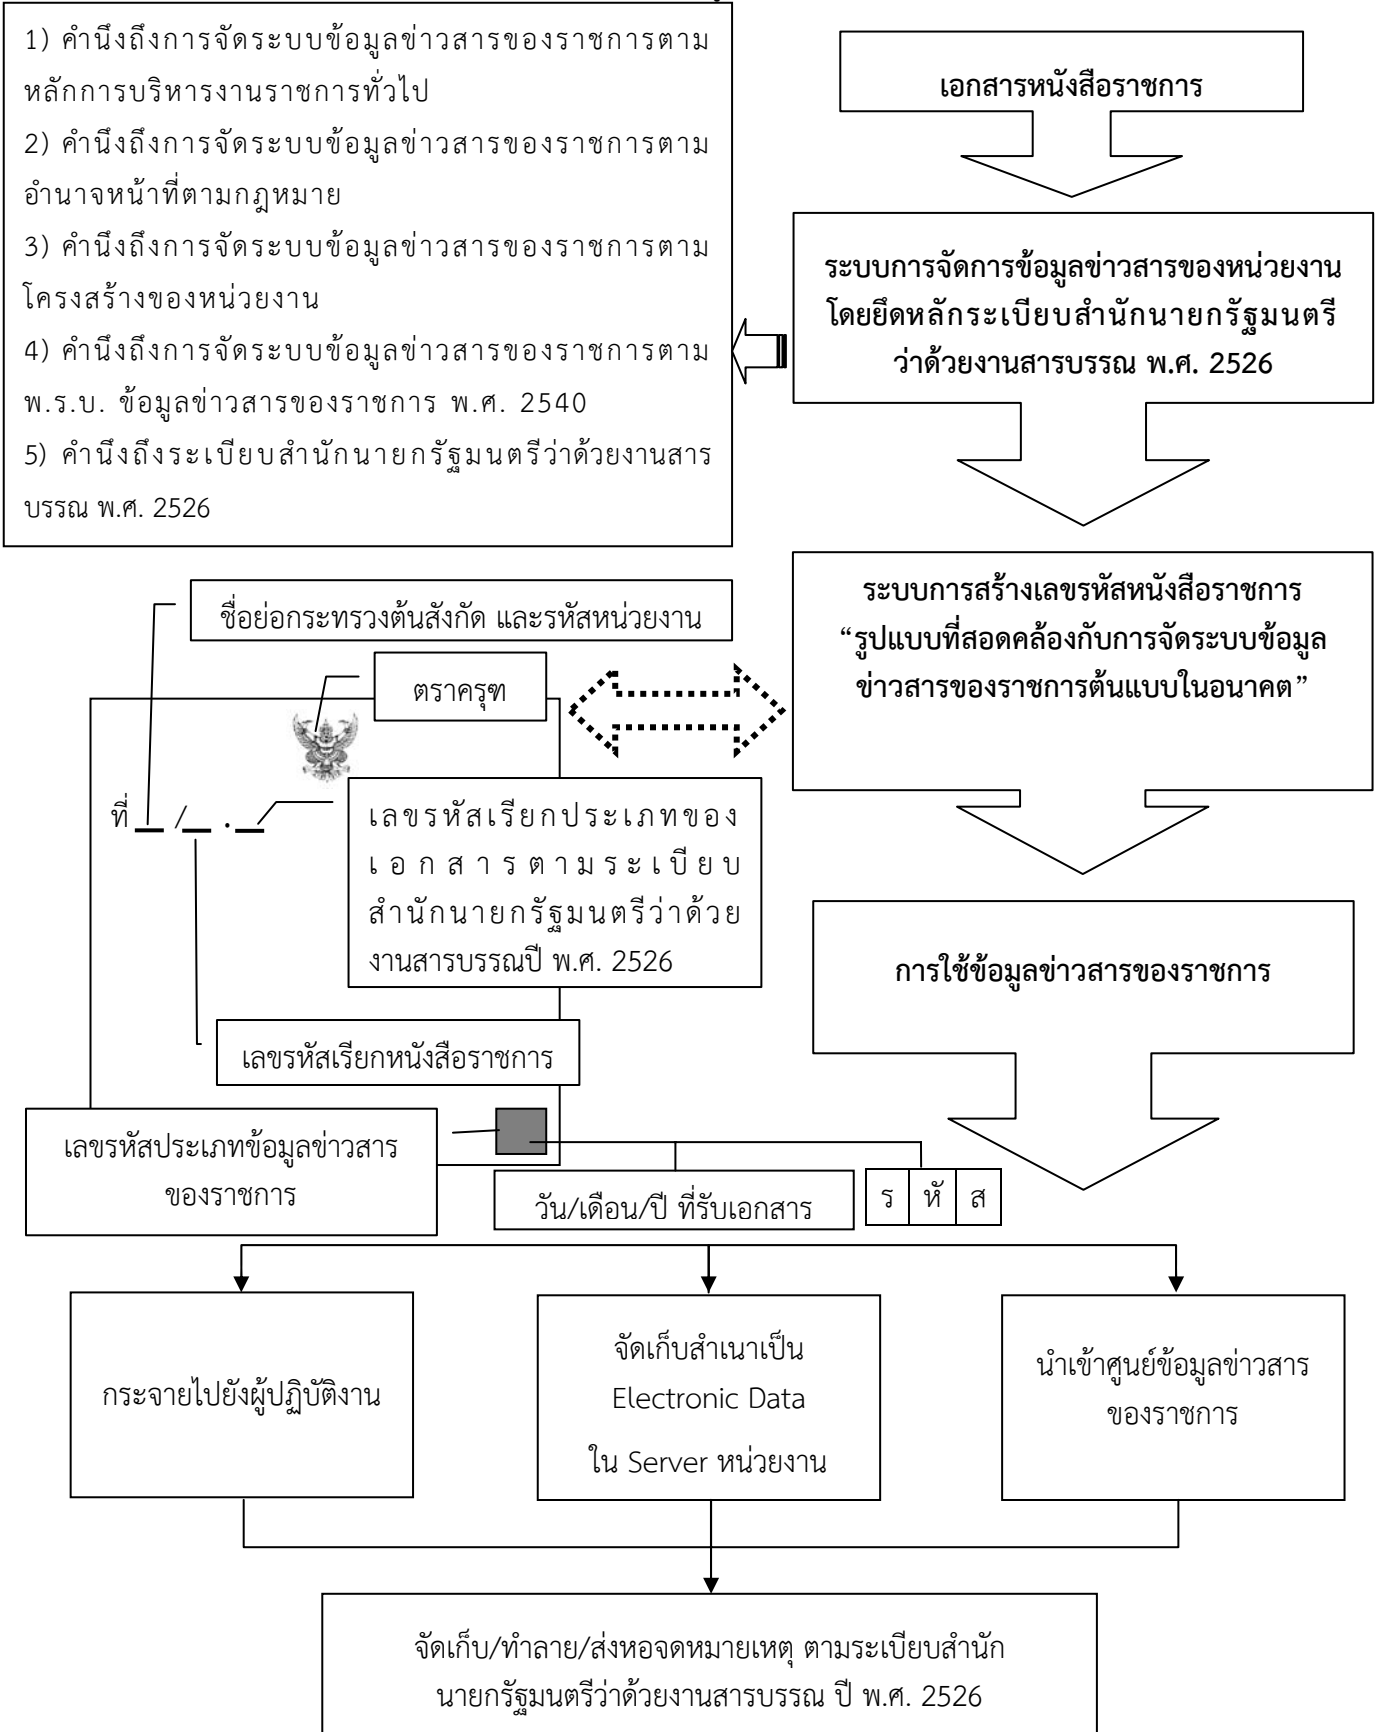 1) คำนึงถึงการจัดระบบข้อมูลข่าวสารของราชการตาม
หลักการบริหารงานราชการทั่วไป
2) คำนึงถึงการจัดระบบข้อมูลข่าวสารของราชการตาม
อำนาจหน้าที่ตามกฎหมาย
3) คำนึงถึงการจัดระบบข้อมูลข่าวสารของราชการตาม
โครงสร้างของหน่วยงาน
4) คำนึงถึงการจัดระบบข้อมูลข่าวสารของราชการตาม
พ.ร.บ. ข้อมูลข่าวสารของราชการ พ.ศ. 2540
5) คำนึงถึงระเบียบสำนักนายกรัฐมนตรีว่าด้วยงานสาร
บรรณ พ.ศ. 2526
เอกสารหนังสือราชการ
ระบบการจัดการข้อมูลข่าวสารของหน่วยงาน
โดยยึดหลักระเบียบสำนักนายกรัฐมนตรี
ว่าด้วยงานสารบรรณ พ.ศ. 2526
ระบบการสร้างเลขรหัสหนังสือราชการ
“รูปแบบที่สอดคล้องกับการจัดระบบข้อมูล
ข่าวสารของราชการต้นแบบในอนาคต”
ชื่อย่อกระทรวงต้นสังกัด และรหัสหน่วยงาน
ตราครุฑ
ที่ _ /_ . _
เลขรหัสเรียกประเภทของ
เอกสารตามระเบียบ
สำนักนายกรัฐมนตรีว่าด้วย
งานสารบรรณปี พ.ศ. 2526
เลขรหัสเรียกหนังสือราชการ
เลขรหัสประเภทข้อมูลข่าวสาร
ของราชการ
วัน/เดือน/ปี ที่รับเอกสาร
ร หั ส
การใช้ข้อมูลข่าวสารของราชการ
กระจายไปยังผู้ปฏิบัติงาน
จัดเก็บสำเนาเป็น
Electronic Data
ใน Server หน่วยงาน
นำเข้าศูนย์ข้อมูลข่าวสาร
ของราชการ
จัดเก็บ/ทำลาย/ส่งหอจดหมายเหตุ ตามระเบียบสำนัก
นายกรัฐมนตรีว่าด้วยงานสารบรรณ ปี พ.ศ. 2526